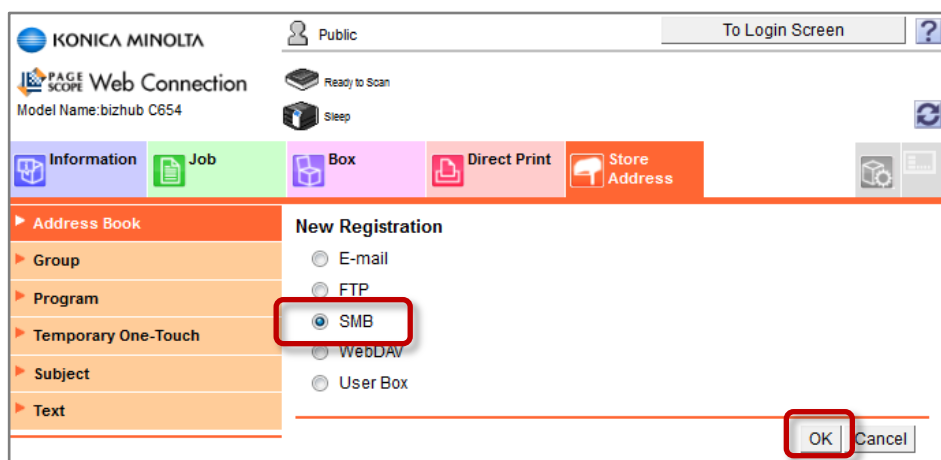 KONICA MINOLTA
Public
To Login Screen
?
PAGE SCOPE Web Connection
Ready to Scan
Model Name:bizhub C654
Sleep
Information
Job
Box
Direct Print
Store Address
Address Book
Group
Program
Temporary One-Touch
Subject
Text
New Registration
E-mail
FTP
SMB
WebDAV
User Box
OK
Cancel